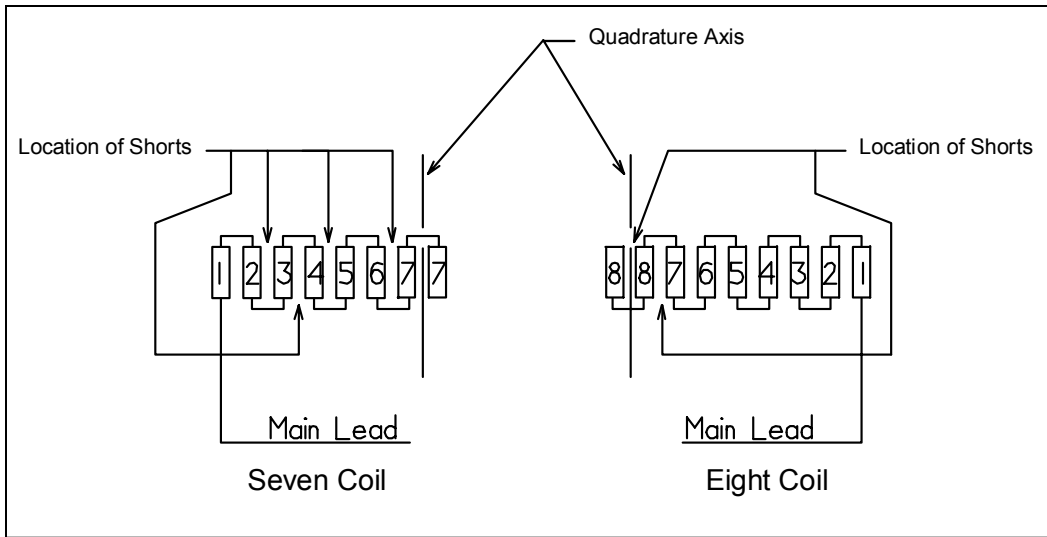 Quadrature Axis
Location of Shorts
Location of Shorts
1 2 3 4 5 6 7 7
8 8 7 6 5 4 3 2 1
Main Lead
Main Lead
Seven Coil
Eight Coil